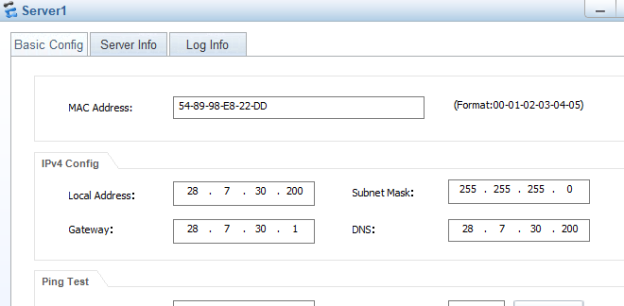 Server1
Basic Config Server Info Log Info
MAC Address: 54-89-98-E8-22-DD (Format:00-01-02-03-04-05)
IPv4 Config
Local Address: 28 . 7 . 30 . 200 Subnet Mask: 255 . 255 . 255 . 0
Gateway: 28 . 7 . 30 . 1 DNS: 28 . 7 . 30 . 200
Ping Test